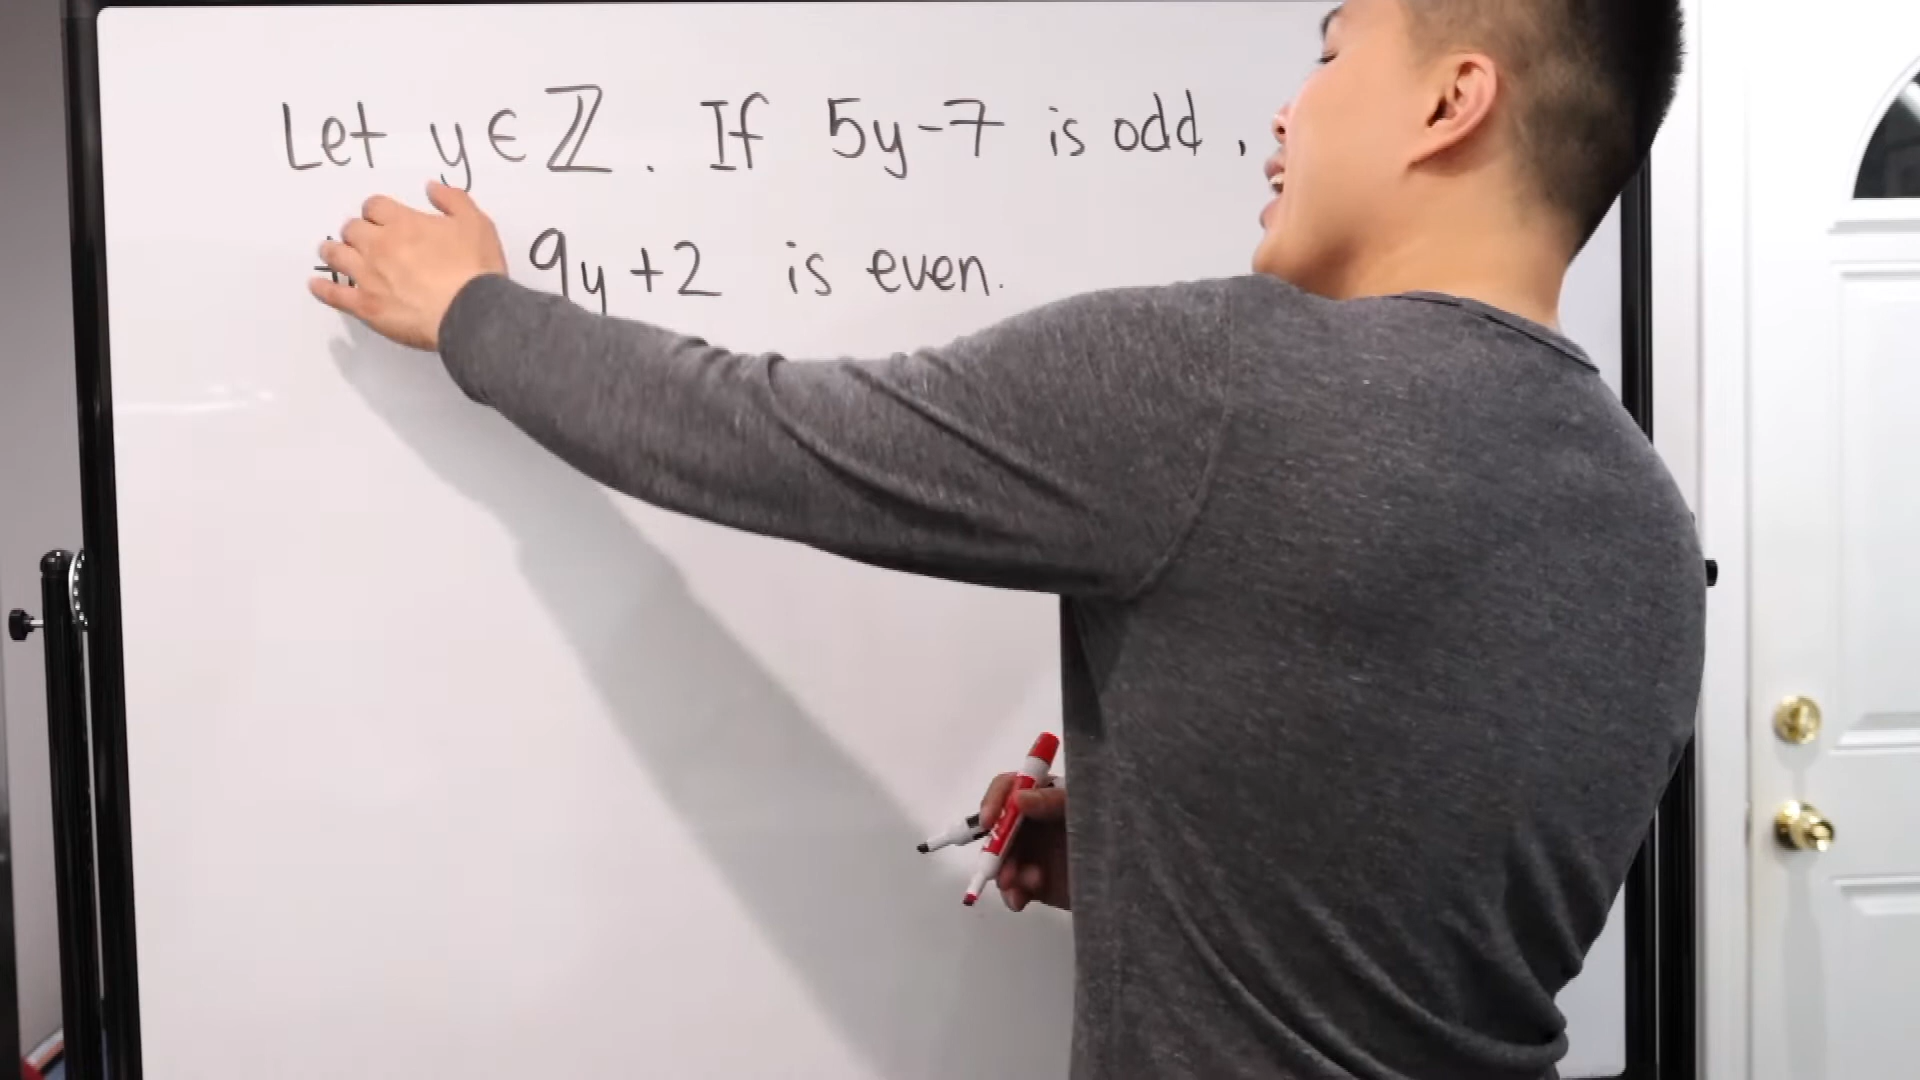 Let y ∈ ℤ. If 5y-7 is odd,
9y+2 is even.